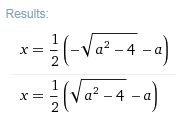 Results:
x = 1/2 (-√(a² - 4) - a)
x = 1/2 (√(a² - 4) - a)